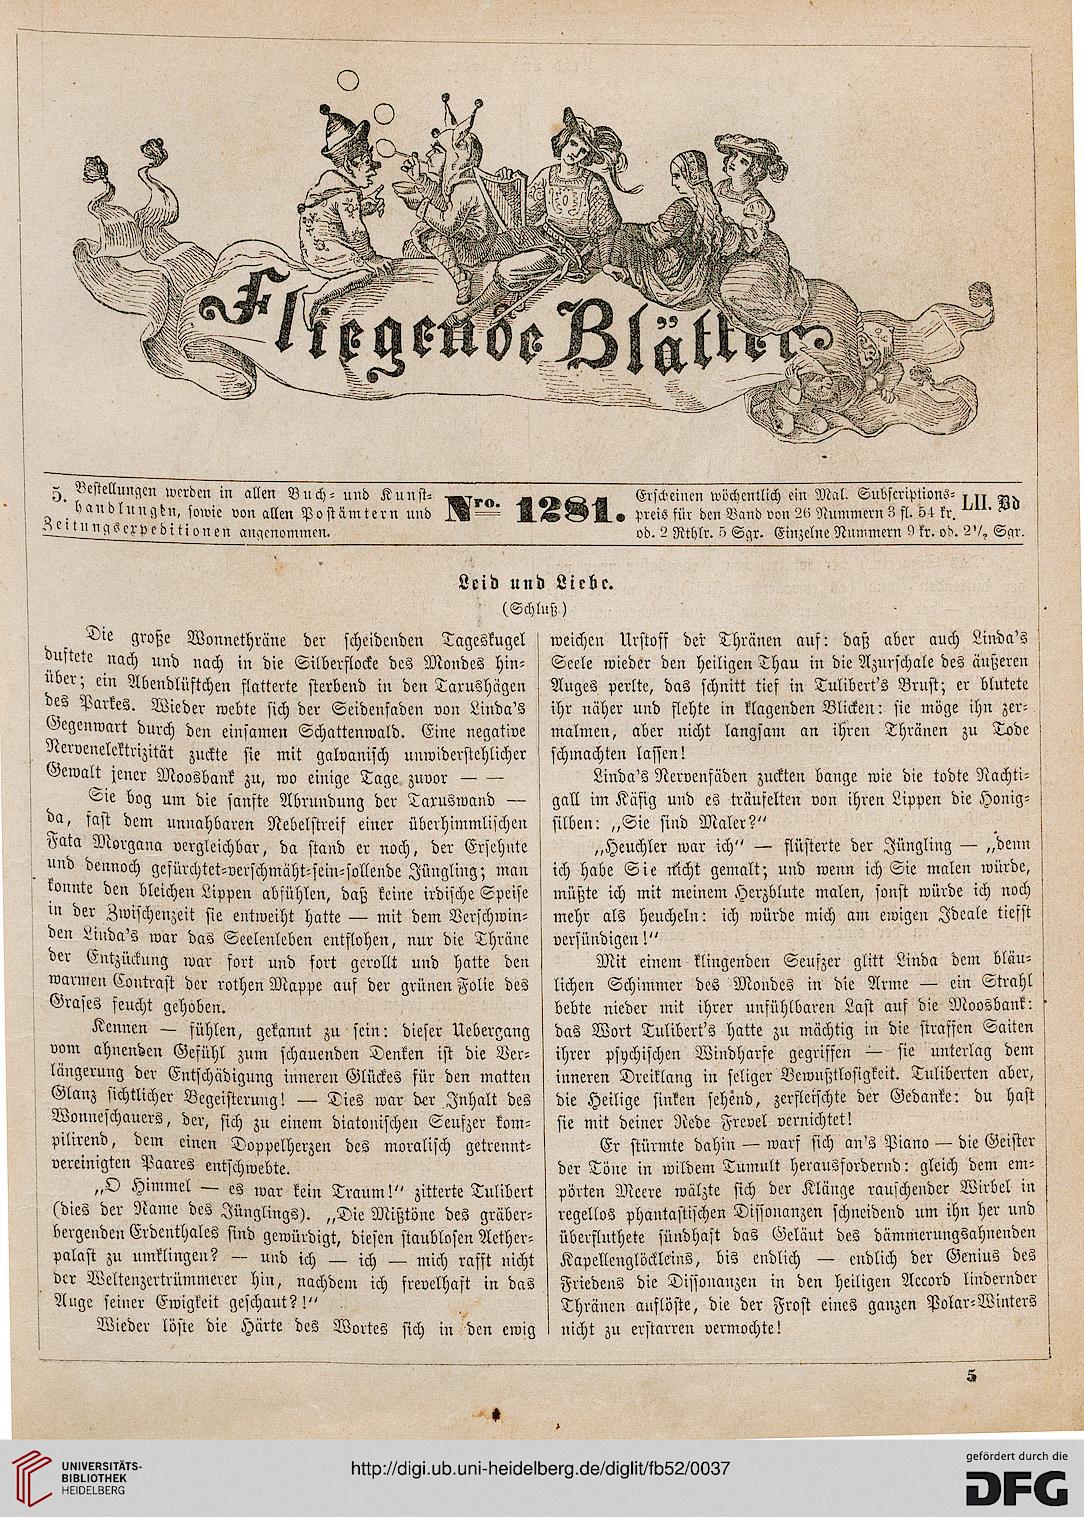 Fliegende Blätter
5. Bestellungen werden in allen Buch- und Kunst-
handlungen, sowie von allen Postämtern und
Zeitungsexpeditionen angenommen.
Nro. 1281.
Erscheinen wöchentlich ein Mal. Subscriptions-
preis für den Band von 26 Nummern 3 fl. 54 kr.
od. 2 Rthlr. 5 Sgr. Einzelne Nummern 9 kr. od. 2½ Sgr.
LII. Bd
Leid und Liebe.
(Schluß)
Die große Wonnethräne der scheidenden Tageskugel
duftete nach und nach in die Silberflocke des Mondes hin-
über; ein Abendlüftchen flatterte sterbend in den Taxushägen
des Parkes. Wieder webte sich der Seidenfaden von Linda's
Gegenwart durch den einsamen Schattenwald. Eine negative
Nervenelektrizität zuckte sie mit galvanisch unwiderstehlicher
Gewalt jener Moosbank zu, wo einige Tage zuvor — —
Sie bog um die sanfte Abrundung der Taxuswand —
da, fast dem unnahbaren Nebelstreif einer überhimmlischen
Fata Morgana vergleichbar, da stand er noch, der Ersehnte
und dennoch gefürchtet-verschmäht-sein-sollende Jüngling; man
konnte den bleichen Lippen abfühlen, daß keine irdische Speise
in der Zwischenzeit sie entweiht hatte — mit dem Verschwin-
den Linda's war das Seelenleben entflohen, nur die Thräne
der Entzückung war fort und fort gerollt und hatte den
warmen Contrast der rothen Mappe auf der grünen Folie des
Grases feucht gehoben.
Kennen — fühlen, gekannt zu sein: dieser Uebergang
vom ahnenden Gefühl zum schauenden Denken ist die Ver-
längerung der Entschädigung inneren Glückes für den matten
Glanz sichtlicher Begeisterung! — Dies war der Inhalt des
Wonneschauers, der, sich zu einem diatonischen Seufzer kom-
pilirend, dem einen Doppelherzen des moralisch getrennt-
vereinigten Paares entschwebte.
„O Himmel — es war kein Traum!“ zitterte Tulibert
(dies der Name des Jünglings). „Die Mißtöne des gräber-
bergenden Erdenthales sind gewürdigt, diesen staublosen Aether-
palast zu umklingen? — und ich — ich — mich rafft nicht
der Weltenzertrümmerer hin, nachdem ich frevelhaft in das
Auge seiner Ewigkeit geschaut?!“
Wieder löste die Härte des Wortes sich in den ewig
weichen Urstoff der Thränen auf: daß aber auch Linda's
Seele wieder den heiligen Thau in die Azurschale des äußeren
Auges perlte, das schnitt tief in Tulibert's Brust; er blutete
ihr näher und flehte in klagenden Blicken: sie möge ihn zer-
malmen, aber nicht langsam an ihren Thränen zu Tode
schmachten lassen!
Linda's Nervenfäden zuckten bange wie die todte Nachti-
gall im Käfig und es träufelten von ihren Lippen die Honig-
silben: „Sie sind Maler?“
„Heuchler war ich“ — flüsterte der Jüngling — „denn
ich habe Sie nicht gemalt; und wenn ich Sie malen würde,
müßte ich mit meinem Herzblute malen, sonst würde ich noch
mehr als heucheln: ich würde mich am ewigen Ideale tiefst
versündigen!“
Mit einem klingenden Seufzer glitt Linda dem bläu-
lichen Schimmer des Mondes in die Arme — ein Strahl
bebte nieder mit ihrer unfühlbaren Last auf die Moosbank:
das Wort Tulibert's hatte zu mächtig in die straffen Saiten
ihrer psychischen Windharfe gegriffen — sie unterlag dem
inneren Dreiklang in seliger Bewußtlosigkeit. Tuliberten aber,
die Heilige sinken sehend, zerfleischte der Gedanke: du hast
sie mit deiner Rede Frevel vernichtet!
Er stürmte dahin — warf sich an's Piano — die Geister
der Töne in wildem Tumult herausfordernd: gleich dem em-
pörten Meere wälzte sich der Klänge rauschender Wirbel in
regellos phantastischen Dissonanzen schneidend um ihn her und
überfluthete sündhaft das Geläut des dämmerungsahnenden
Kapellenglöckleins, bis endlich — endlich der Genius des
Friedens die Dissonanzen in den heiligen Accord lindernder
Thränen auflöste, die der Frost eines ganzen Polar-Winters
nicht zu erstarren vermochte!
5
UNIVERSITÄTS-
BIBLIOTHEK
HEIDELBERG
http://digi.ub.uni-heidelberg.de/diglit/fb52/0037
gefördert durch die
DFG